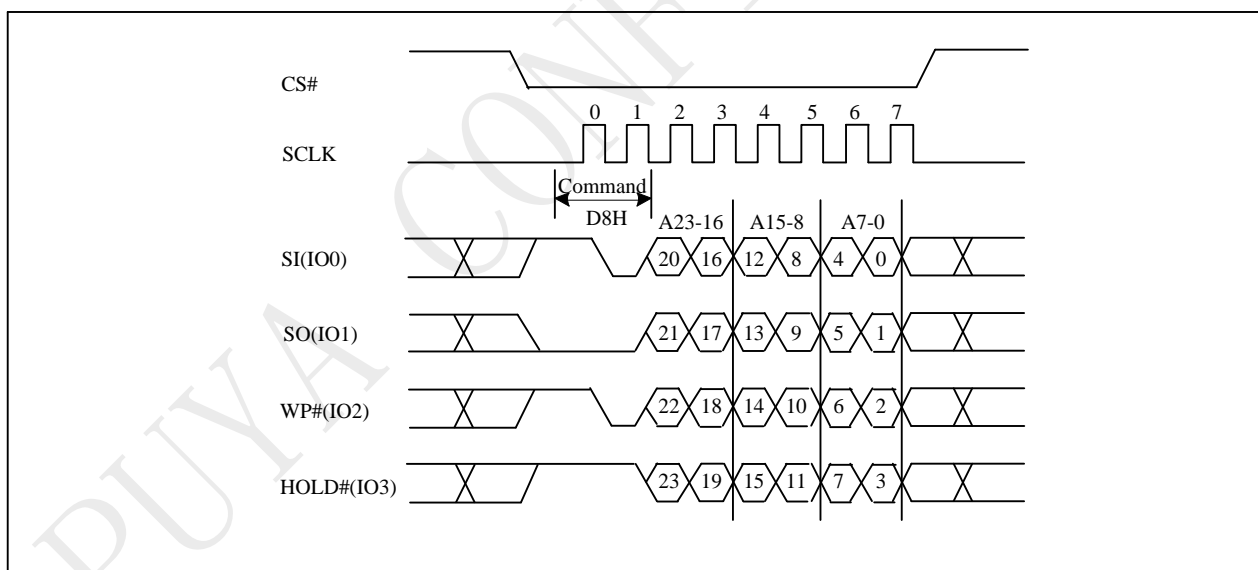 PUYA CONF
CS#
0 1 2 3 4 5 6 7
SCLK
Command
D8H
A23-16 A15-8 A7-0
SI(IO0) 20 16 12 8 4 0
SO(IO1) 21 17 13 9 5 1
WP#(IO2) 22 18 14 10 6 2
HOLD#(IO3) 23 19 15 11 7 3